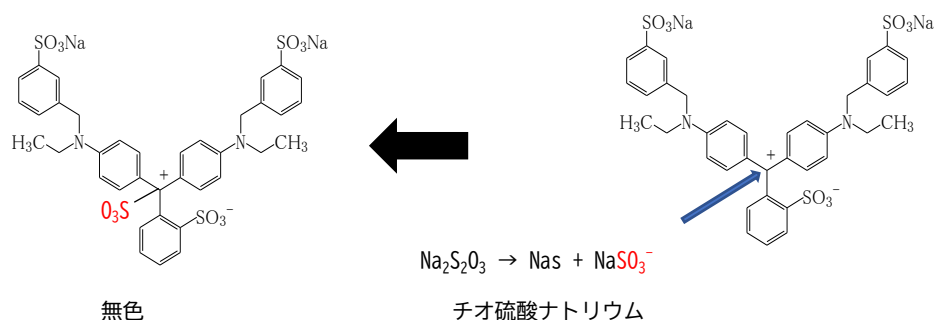 SO₃Na SO₃Na
H₃C N N CH₃
+
O₃S SO₃⁻
無色
SO₃Na SO₃Na
H₃C N N CH₃
+
SO₃⁻
Na₂S₂O₃ → Nas + NaSO₃⁻
チオ硫酸ナトリウム